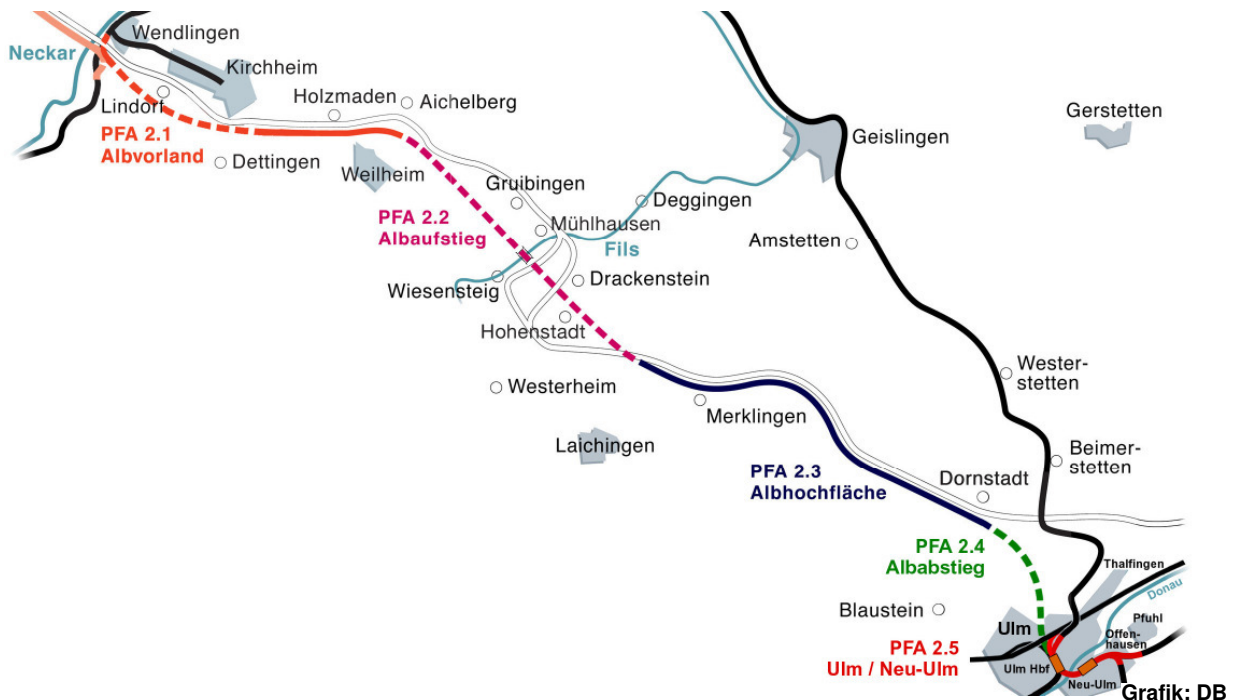 Wendlingen
Neckar
Kirchheim
Lindorf
Holzmaden
Aichelberg
Gerstetten
PFA 2.1
Albvorland
Geislingen
Dettingen
Weilheim
Gruibingen
Deggingen
PFA 2.2
Albaufstieg
Mühlhausen
Fils
Amstetten
Wiesensteig
Drackenstein
Hohenstadt
Wester-
stetten
Westerheim
Merklingen
Laichingen
Beimer-
stetten
PFA 2.3
Albhochfläche
Dornstadt
PFA 2.4
Albabstieg
Thalfingen
Donau
Blaustein
Ulm
Pfuhl
Offen-
hausen
PFA 2.5
Ulm / Neu-Ulm
Ulm Hbf
Neu-Ulm
Grafik: DB